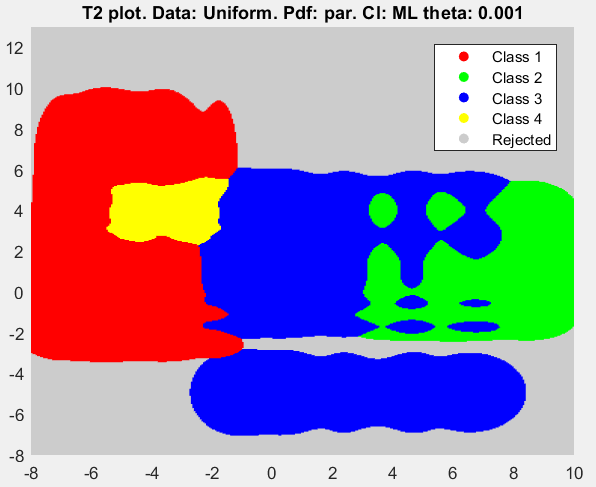 T2 plot. Data: Uniform. Pdf: par. Cl: ML theta: 0.001
12
10
8
6
4
2
0
-2
-4
-6
-8
Class 1
Class 2
Class 3
Class 4
Rejected
-8 -6 -4 -2 0 2 4 6 8 10